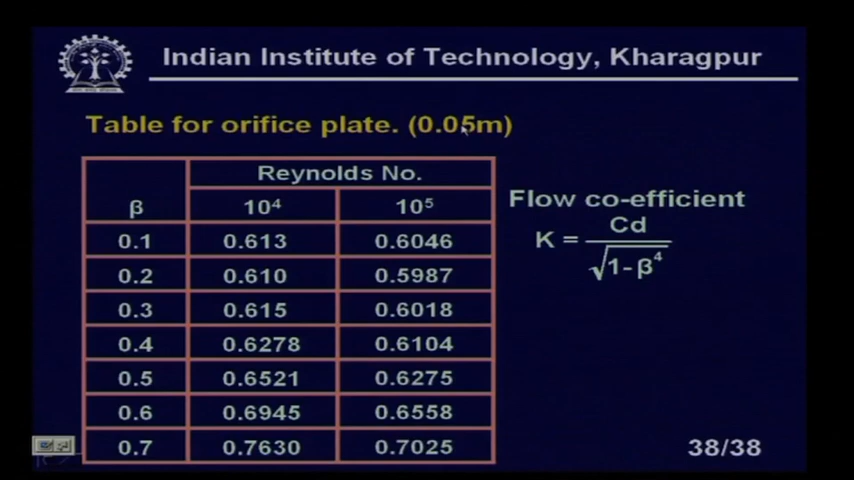 Indian Institute of Technology, Kharagpur
Table for orifice plate. (0.05m)
Reynolds No.
β 10⁴ 10⁵
0.1 0.613 0.6046
0.2 0.610 0.5987
0.3 0.615 0.6018
0.4 0.6278 0.6104
0.5 0.6521 0.6275
0.6 0.6945 0.6558
0.7 0.7630 0.7025
Flow co-efficient
K = Cd / √1-β⁴
38/38